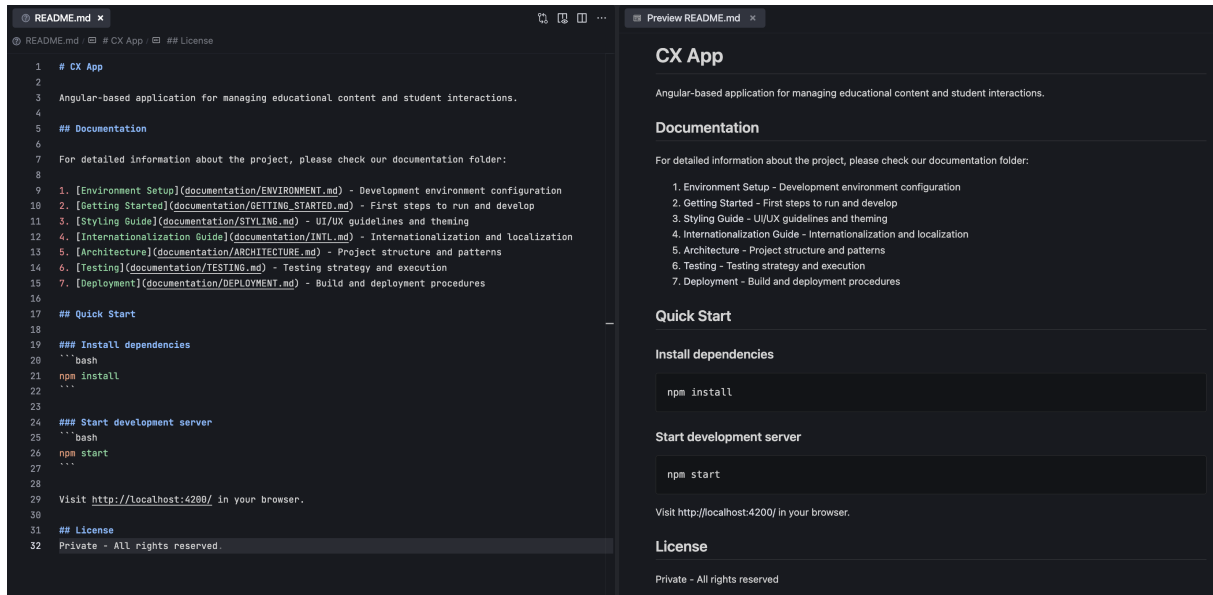 README.md ×
README.md / # CX App / ## License
1 # CX App
2
3 Angular-based application for managing educational content and student interactions.
4
5 ## Documentation
6
7 For detailed information about the project, please check our documentation folder:
8
9 1. [Environment Setup](documentation/ENVIRONMENT.md) - Development environment configuration
10 2. [Getting Started](documentation/GETTING_STARTED.md) - First steps to run and develop
11 3. [Styling Guide](documentation/STYLING.md) - UI/UX guidelines and theming
12 4. [Internationalization Guide](documentation/INTL.md) - Internationalization and localization
13 5. [Architecture](documentation/ARCHITECTURE.md) - Project structure and patterns
14 6. [Testing](documentation/TESTING.md) - Testing strategy and execution
15 7. [Deployment](documentation/DEPLOYMENT.md) - Build and deployment procedures
16
17 ## Quick Start
18
19 ### Install dependencies
20 ```bash
21 npm install
22 ```
23
24 ### Start development server
25 ```bash
26 npm start
27 ```
28
29 Visit http://localhost:4200/ in your browser.
30
31 ## License
32 Private - All rights reserved.
Preview README.md ×
CX App
Angular-based application for managing educational content and student interactions.
Documentation
For detailed information about the project, please check our documentation folder:
1. Environment Setup - Development environment configuration
2. Getting Started - First steps to run and develop
3. Styling Guide - UI/UX guidelines and theming
4. Internationalization Guide - Internationalization and localization
5. Architecture - Project structure and patterns
6. Testing - Testing strategy and execution
7. Deployment - Build and deployment procedures
Quick Start
Install dependencies
npm install
Start development server
npm start
Visit http://localhost:4200/ in your browser.
License
Private - All rights reserved